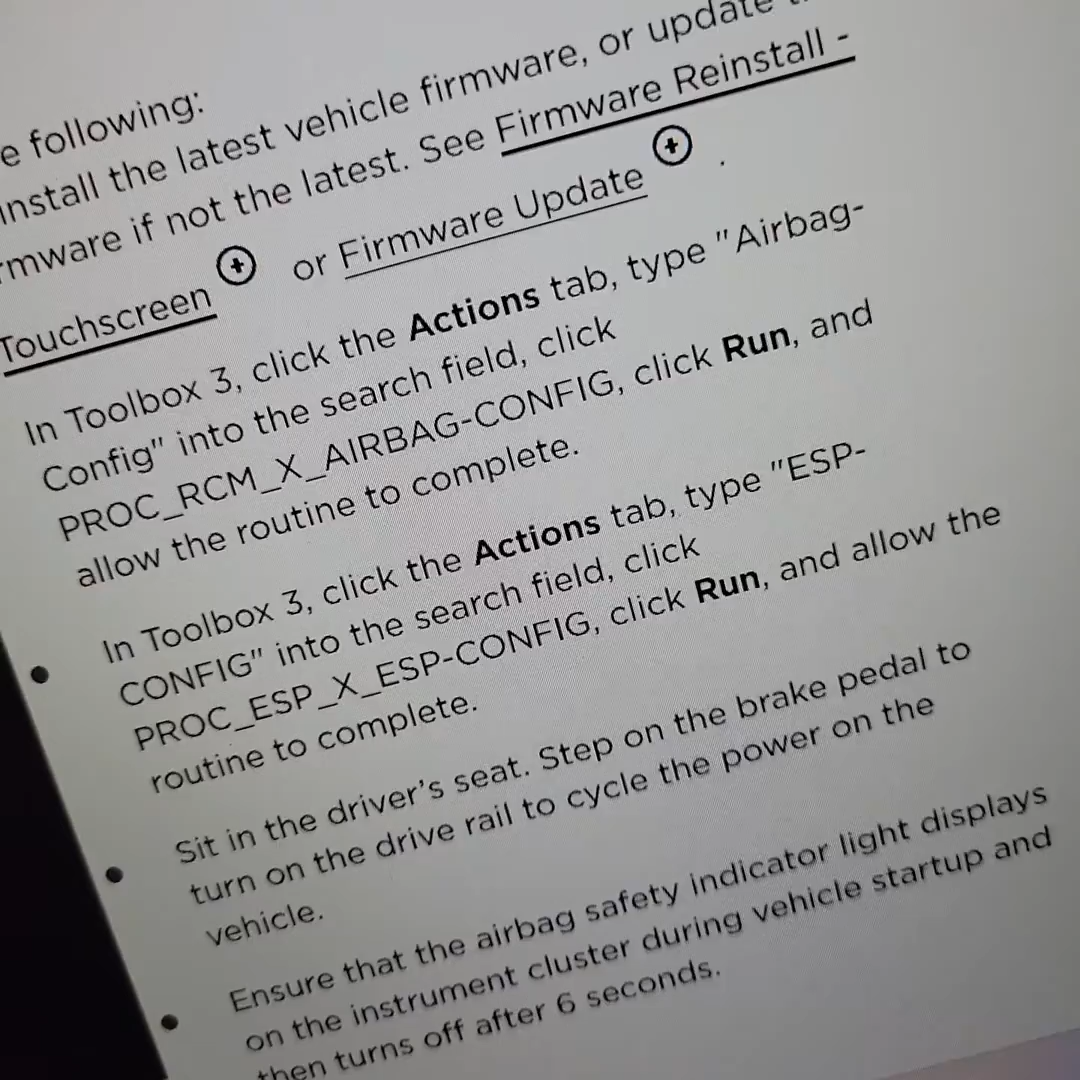 e following:
nstall the latest vehicle firmware, or update
rmware if not the latest. See Firmware Reinstall -
Touchscreen or Firmware Update .
In Toolbox 3, click the Actions tab, type "Airbag-
Config" into the search field, click
PROC_RCM_X_AIRBAG-CONFIG, click Run, and
allow the routine to complete.
In Toolbox 3, click the Actions tab, type "ESP-
CONFIG" into the search field, click
PROC_ESP_X_ESP-CONFIG, click Run, and allow the
routine to complete.
Sit in the driver's seat. Step on the brake pedal to
turn on the drive rail to cycle the power on the
vehicle.
Ensure that the airbag safety indicator light displays
on the instrument cluster during vehicle startup and
then turns off after 6 seconds.